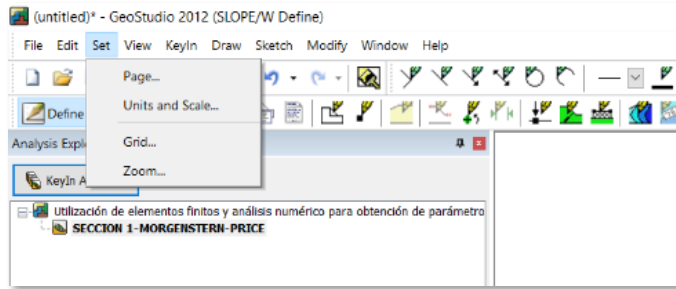 (untitled)* - GeoStudio 2012 (SLOPE/W Define)
File Edit Set View KeyIn Draw Sketch Modify Window Help
Page...
Units and Scale...
Define
Grid...
Analysis Expl
Zoom...
KeyIn A
Utilización de elementos finitos y análisis numérico para obtención de parámetro
SECCION 1-MORGENSTERN-PRICE